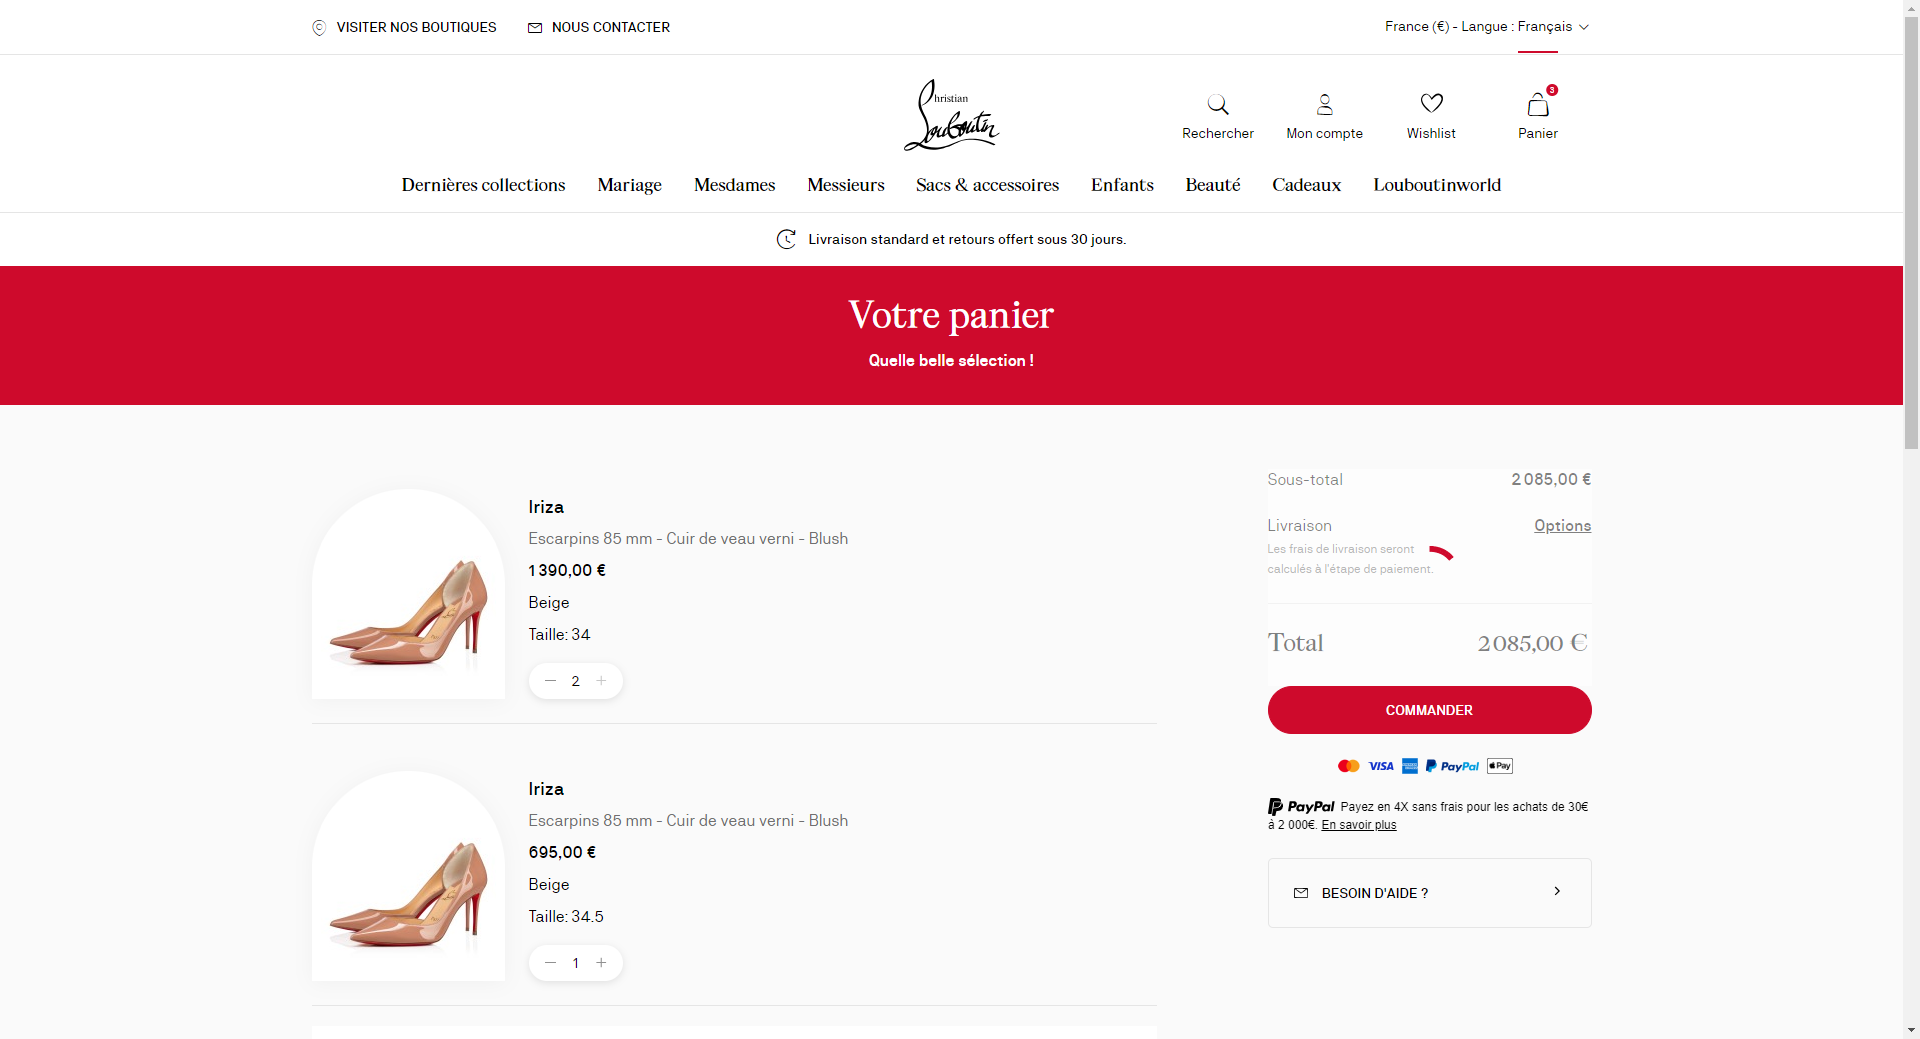 VISITER NOS BOUTIQUES
NOUS CONTACTER
France (€) - Langue : Français
Christian
Louboutin
Rechercher
Mon compte
Wishlist
3
Panier
Dernières collections
Mariage
Mesdames
Messieurs
Sacs & accessoires
Enfants
Beauté
Cadeaux
Louboutinworld
Livraison standard et retours offert sous 30 jours.
Votre panier
Quelle belle sélection !
Iriza
Escarpins 85 mm - Cuir de veau verni - Blush
1 390,00 €
Beige
Taille: 34
2
Iriza
Escarpins 85 mm - Cuir de veau verni - Blush
695,00 €
Beige
Taille: 34.5
1
Sous-total 2 085,00 €
Livraison Options
Les frais de livraison seront
calculés à l'étape de paiement.
Total 2 085,00 €
COMMANDER
VISA PayPal Pay
PayPal Payez en 4X sans frais pour les achats de 30€
à 2 000€. En savoir plus
BESOIN D'AIDE ?